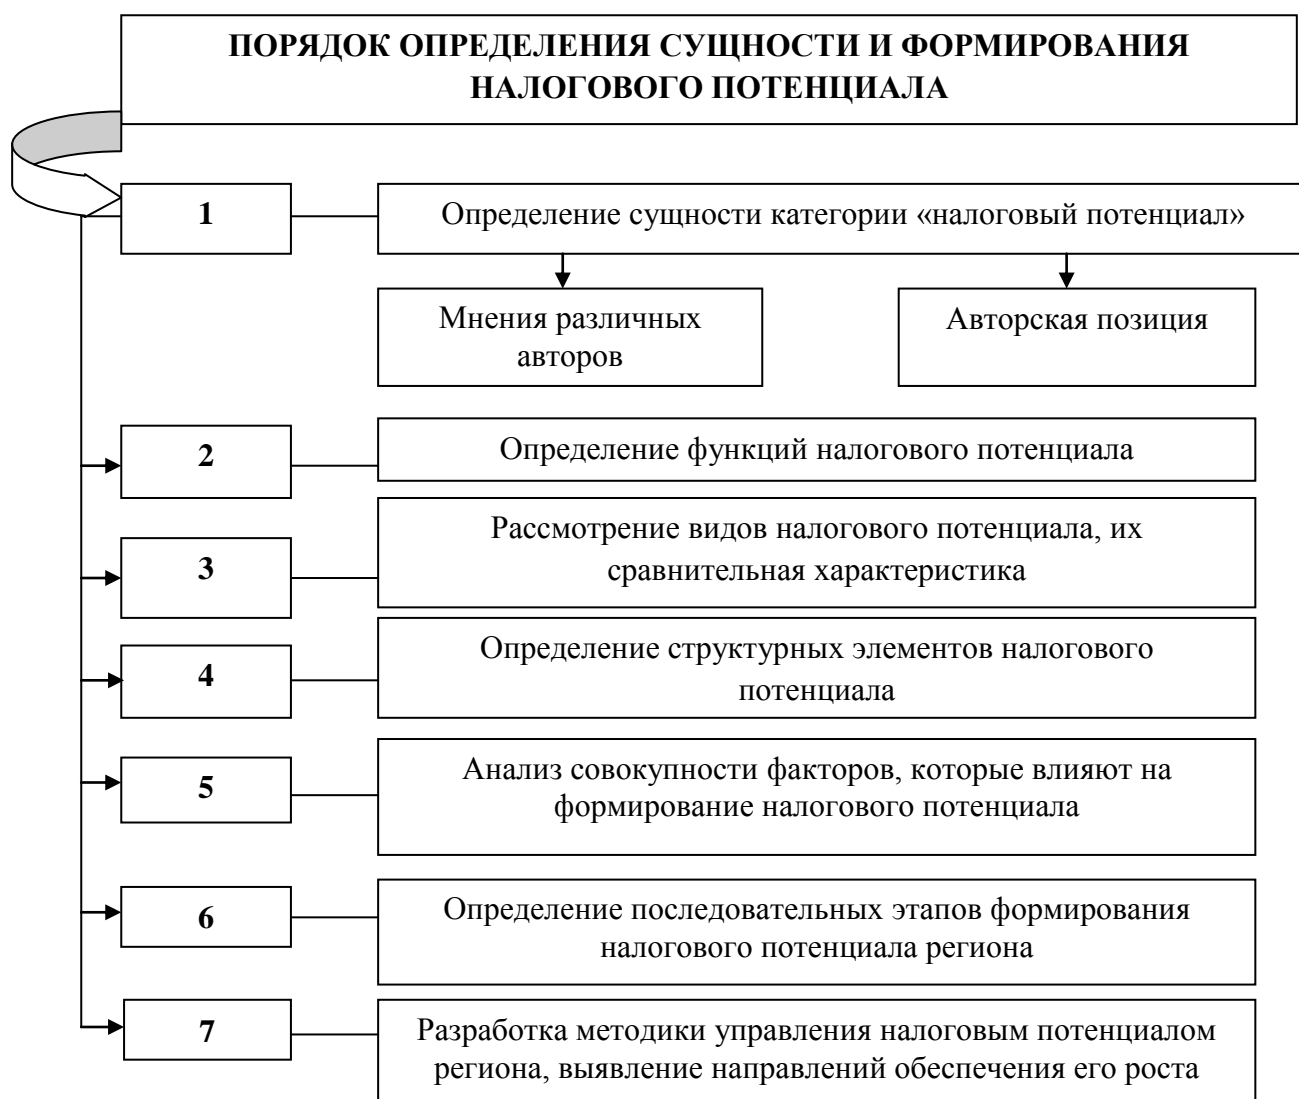 ПОРЯДОК ОПРЕДЕЛЕНИЯ СУЩНОСТИ И ФОРМИРОВАНИЯ
НАЛОГОВОГО ПОТЕНЦИАЛА
1
Определение сущности категории «налоговый потенциал»
Мнения различных
авторов
Авторская позиция
2
Определение функций налогового потенциала
3
Рассмотрение видов налогового потенциала, их
сравнительная характеристика
4
Определение структурных элементов налогового
потенциала
5
Анализ совокупности факторов, которые влияют на
формирование налогового потенциала
6
Определение последовательных этапов формирования
налогового потенциала региона
7
Разработка методики управления налоговым потенциалом
региона, выявление направлений обеспечения его роста